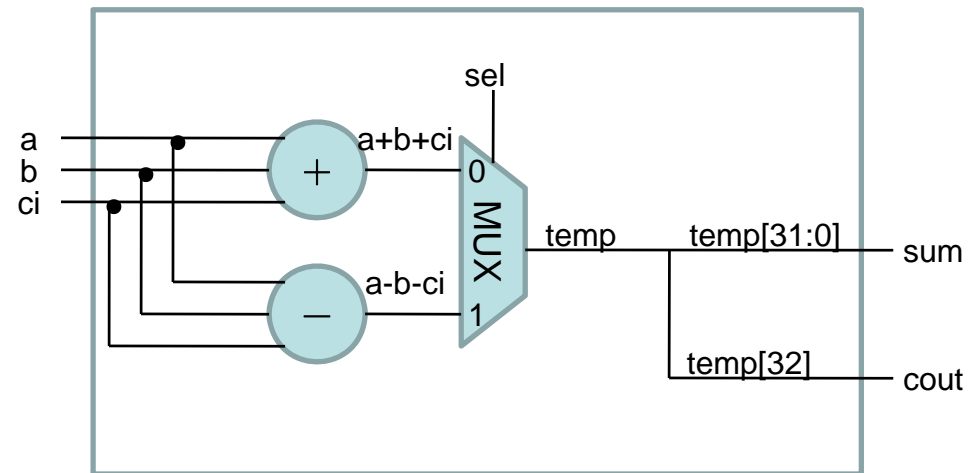 sel
a
b
ci
+
a+b+ci
0
MUX
temp
temp[31:0]
sum
−
a-b-ci
1
temp[32]
cout